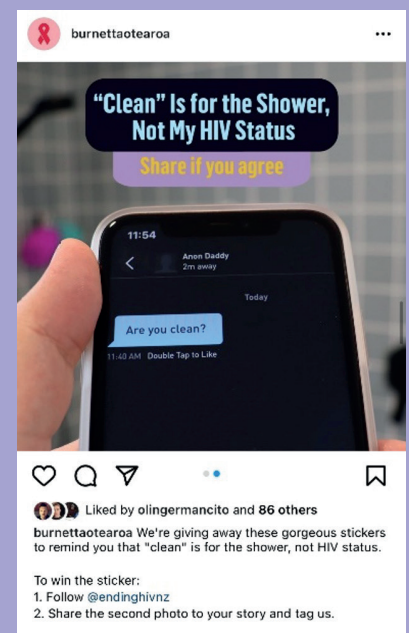 burnettaotearoa
“Clean” Is for the Shower,
Not My HIV Status
Share if you agree
11:54
Anon Daddy
2m away
Today
Are you clean?
11:40 AM Double Tap to Like
Liked by olingermancito and 86 others
burnettaotearoa We're giving away these gorgeous stickers
to remind you that "clean" is for the shower, not HIV status.
To win the sticker:
1. Follow @endinghivnz
2. Share the second photo to your story and tag us.